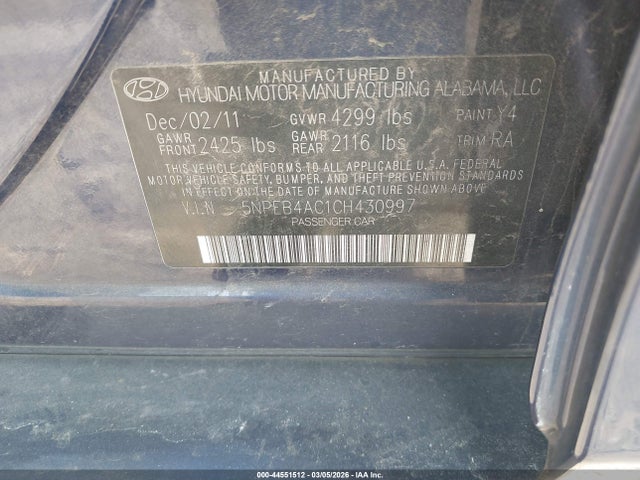 MANUFACTURED BY
HYUNDAI MOTOR MANUFACTURING ALABAMA, LLC
Dec/02/11 GVWR 4299 lbs PAINT Y4
GAWR FRONT 2425 lbs GAWR REAR 2116 lbs TRIM RA
THIS VEHICLE CONFORMS TO ALL APPLICABLE U.S.A. FEDERAL
MOTOR VEHICLE SAFETY, BUMPER, AND THEFT PREVENTION
STANDARDS IN EFFECT ON THE DATE OF MANUFACTURE SHOWN ABOVE.
V.I.N 5NPEB4AC1CH430997
PASSENGER CAR
000-44551512 - 03/05/2026 - IAA Inc.